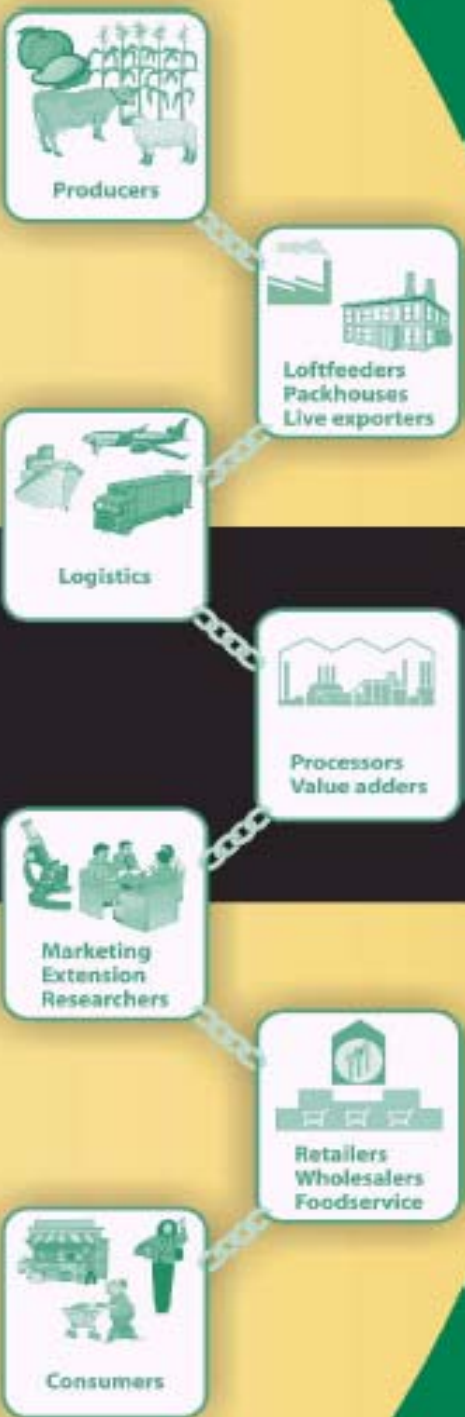 Producers
Loftfeeders
Packhouses
Live exporters
Logistics
Processors
Value adders
Marketing
Extension
Researchers
Retailers
Wholesalers
Foodservice
Consumers